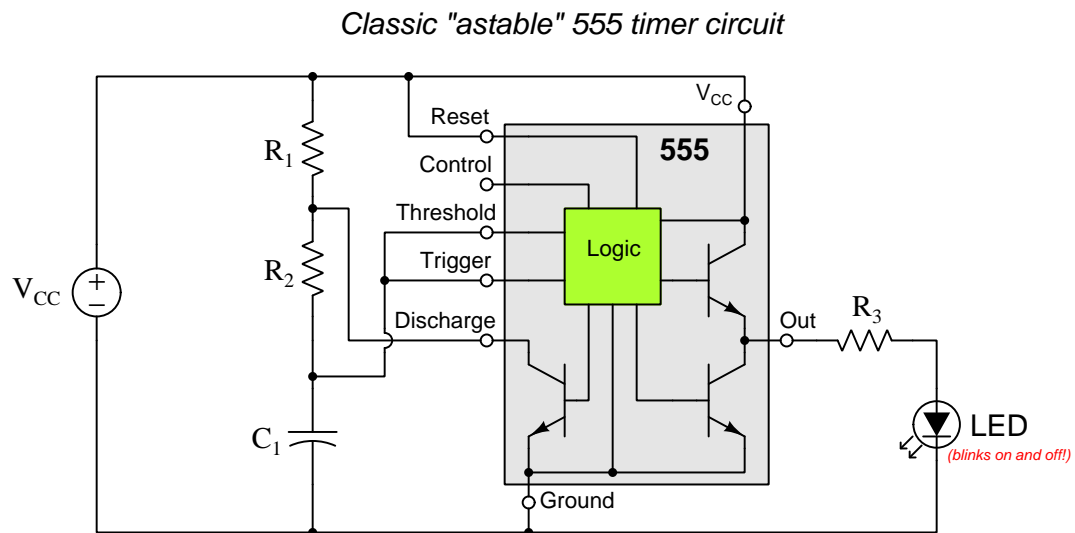 Classic "astable" 555 timer circuit
VCC
Reset
R1
555
Control
Threshold
Logic
Trigger
R2
VCC
+
−
R3
Discharge
Out
C1
LED
(blinks on and off!)
Ground